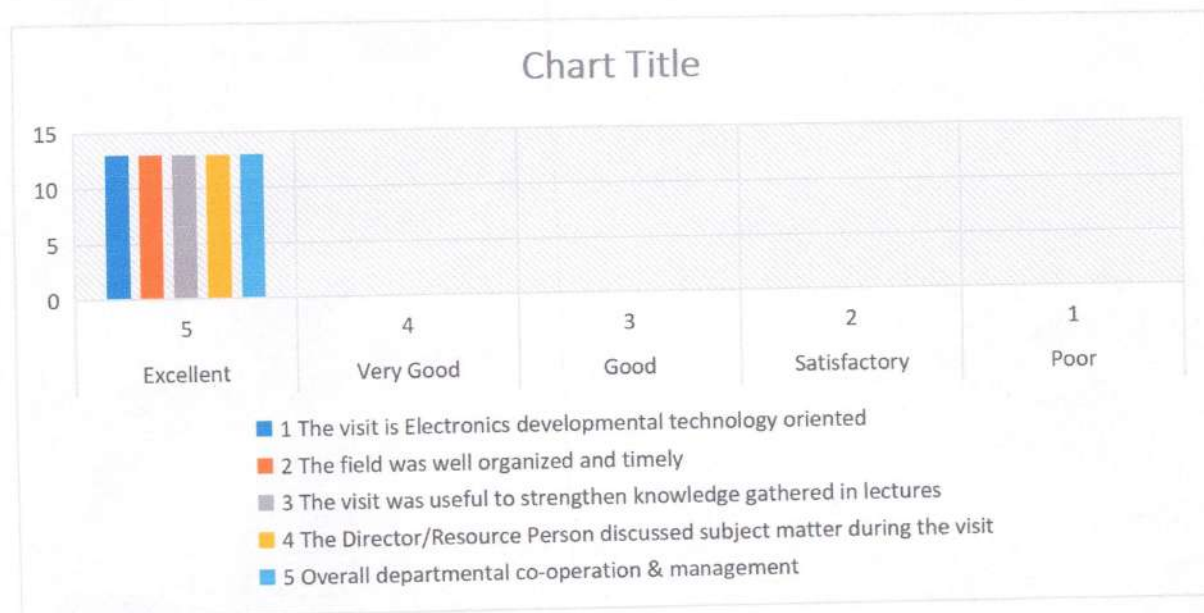 Chart Title
15
10
5
0
5 4 3 2 1
Excellent Very Good Good Satisfactory Poor
1 The visit is Electronics developmental technology oriented
2 The field was well organized and timely
3 The visit was useful to strengthen knowledge gathered in lectures
4 The Director/Resource Person discussed subject matter during the visit
5 Overall departmental co-operation & management